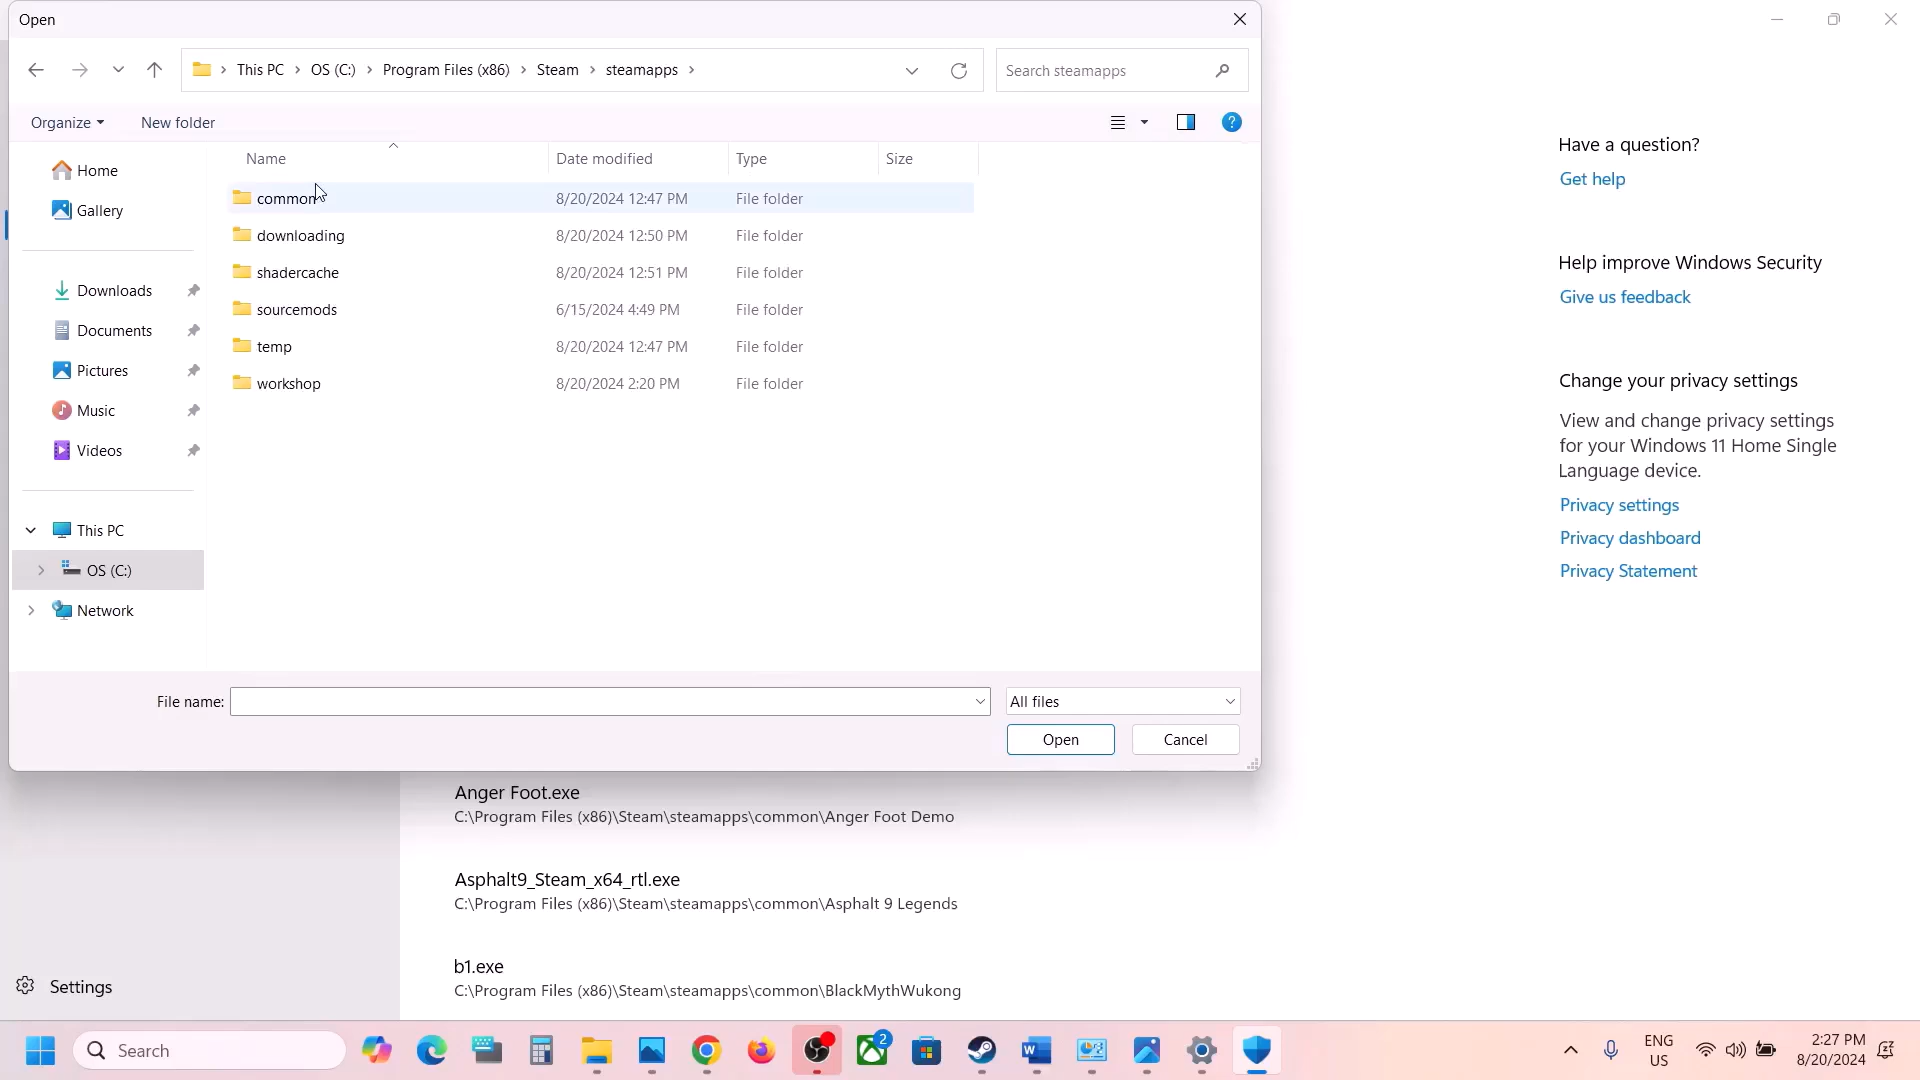 Open
This PC > OS (C:) > Program Files (x86) > Steam > steamapps >
Search steamapps
Organize
New folder
Name
Date modified
Type
Size
Home
Gallery
Downloads
Documents
Pictures
Music
Videos
This PC
OS (C:)
Network
common 8/20/2024 12:47 PM File folder
downloading 8/20/2024 12:50 PM File folder
shadercache 8/20/2024 12:51 PM File folder
sourcemods 6/15/2024 4:49 PM File folder
temp 8/20/2024 12:47 PM File folder
workshop 8/20/2024 2:20 PM File folder
File name:
All files
Open
Cancel
Have a question?
Get help
Help improve Windows Security
Give us feedback
Change your privacy settings
View and change privacy settings
for your Windows 11 Home Single
Language device.
Privacy settings
Privacy dashboard
Privacy Statement
Anger Foot.exe
C:\Program Files (x86)\Steam\steamapps\common\Anger Foot Demo
Asphalt9_Steam_x64_rtl.exe
C:\Program Files (x86)\Steam\steamapps\common\Asphalt 9 Legends
b1.exe
C:\Program Files (x86)\Steam\steamapps\common\BlackMythWukong
Settings
Search
2
ENG
US
2:27 PM
8/20/2024